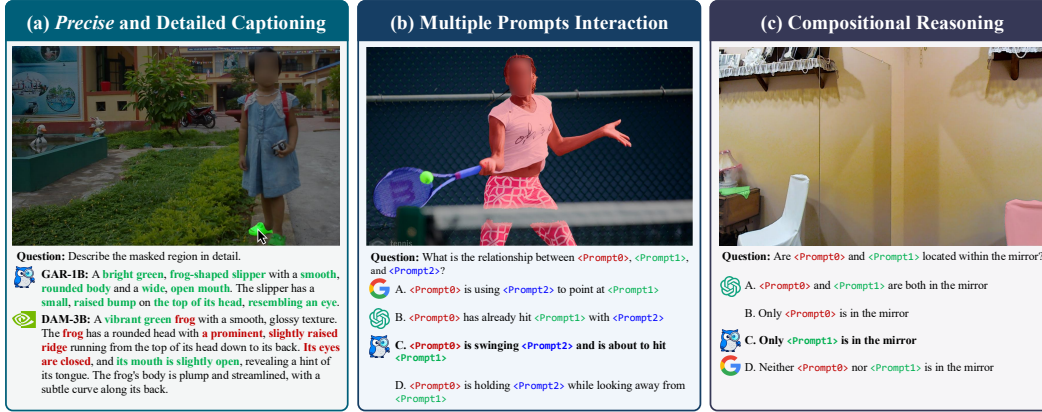 (a) Precise and Detailed Captioning
Question: Describe the masked region in detail.
GAR-1B: A bright green, frog-shaped slipper with a smooth,
rounded body and a wide, open mouth. The slipper has a
small, raised bump on the top of its head, resembling an eye.
DAM-3B: A vibrant green frog with a smooth, glossy texture.
The frog has a rounded head with a prominent, slightly raised
ridge running from the top of its head down to its back. Its eyes
are closed, and its mouth is slightly open, revealing a hint of
its tongue. The frog's body is plump and streamlined, with a
subtle curve along its back.
(b) Multiple Prompts Interaction
tennis
Question: What is the relationship between <Prompt0>, <Prompt1>,
and <Prompt2>?
A. <Prompt0> is using <Prompt2> to point at <Prompt1>
B. <Prompt0> has already hit <Prompt1> with <Prompt2>
C. <Prompt0> is swinging <Prompt2> and is about to hit
<Prompt1>
D. <Prompt0> is holding <Prompt2> while looking away from
<Prompt1>
(c) Compositional Reasoning
Question: Are <Prompt0> and <Prompt1> located within the mirror?
A. <Prompt0> and <Prompt1> are both in the mirror
B. Only <Prompt0> is in the mirror
C. Only <Prompt1> is in the mirror
D. Neither <Prompt0> nor <Prompt1> is in the mirror